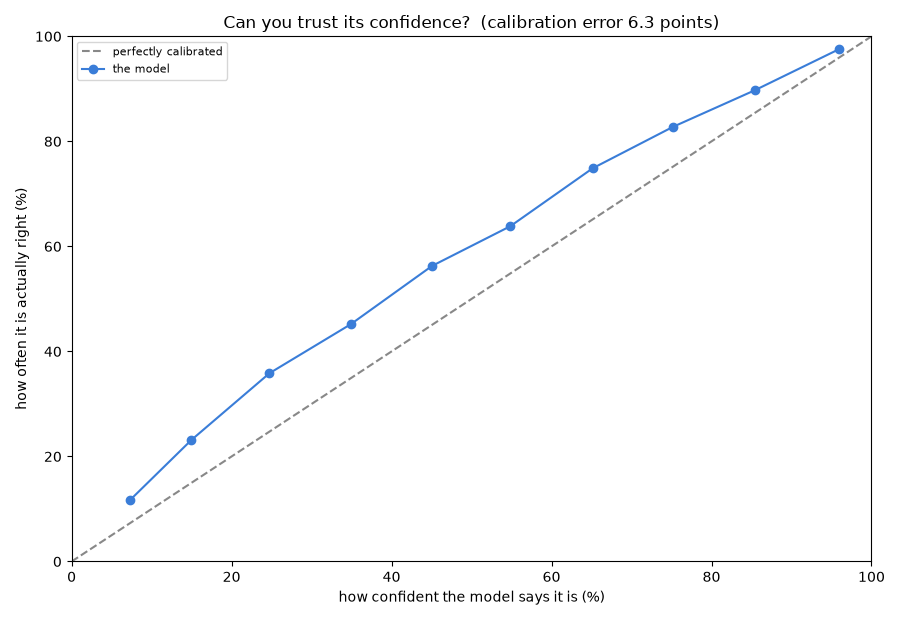 Can you trust its confidence?  (calibration error 6.3 points)
perfectly calibrated
the model
how often it is actually right (%)
100
80
60
40
20
0
0 20 40 60 80 100
how confident the model says it is (%)